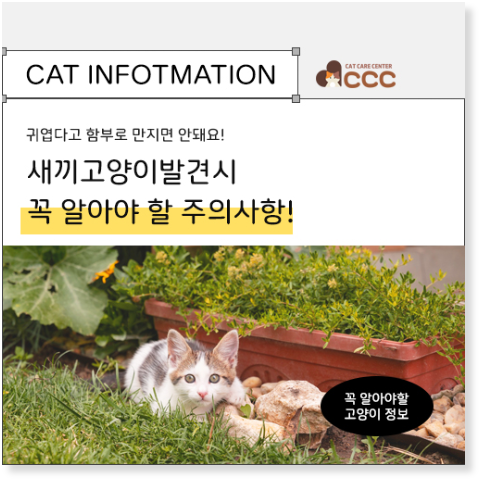 CAT INFOTMATION
CAT CARE CENTER
CCC
귀엽다고 함부로 만지면 안돼요!
새끼고양이발견시
꼭 알아야 할 주의사항!
꼭 알아야할
고양이 정보